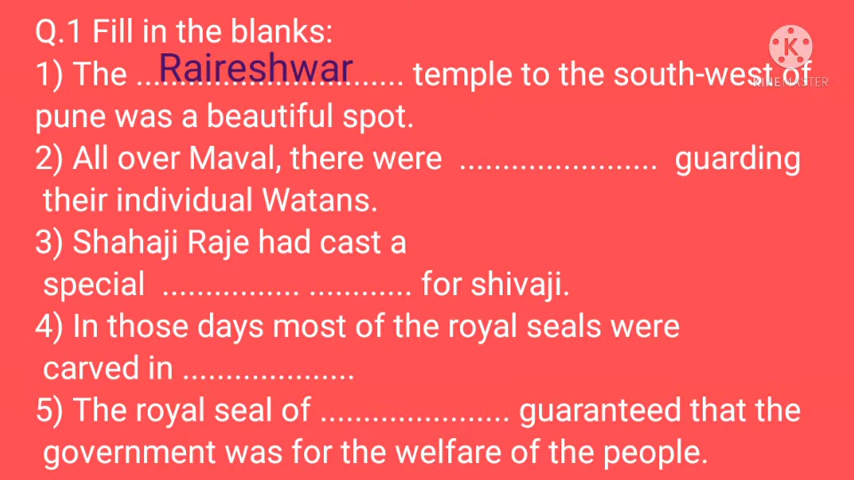 Q.1 Fill in the blanks:
1) The ...Raireshwar...... temple to the south-west of
pune was a beautiful spot.
2) All over Maval, there were ....................... guarding
their individual Watans.
3) Shahaji Raje had cast a
special ................ ............ for shivaji.
4) In those days most of the royal seals were
carved in ....................
5) The royal seal of ...................... guaranteed that the
government was for the welfare of the people.
K
KINEMASTER